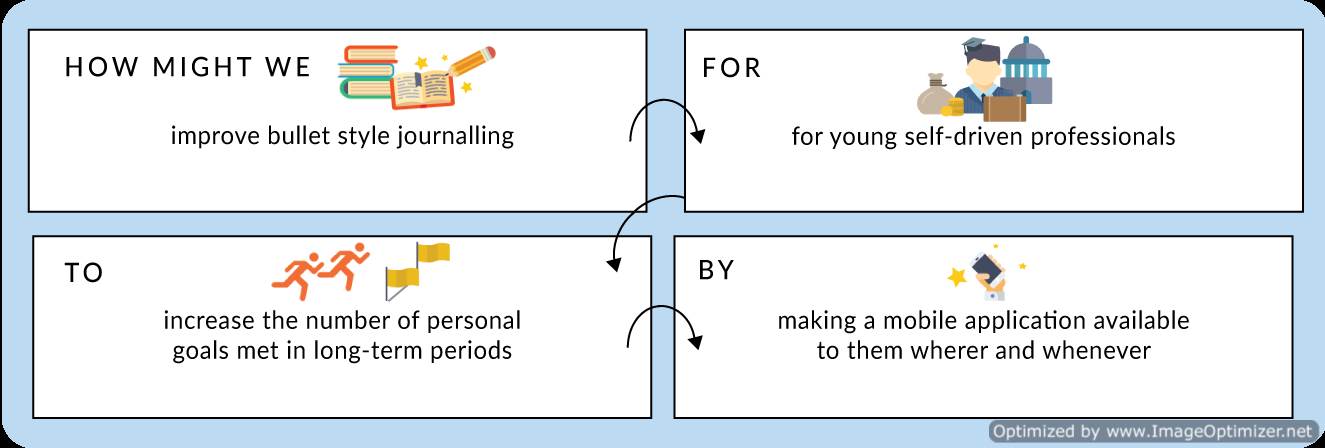 HOW MIGHT WE
improve bullet style journalling
FOR
for young self-driven professionals
TO
increase the number of personal
goals met in long-term periods
BY
making a mobile application available
to them wherer and whenever
Optimized by www.ImageOptimizer.net